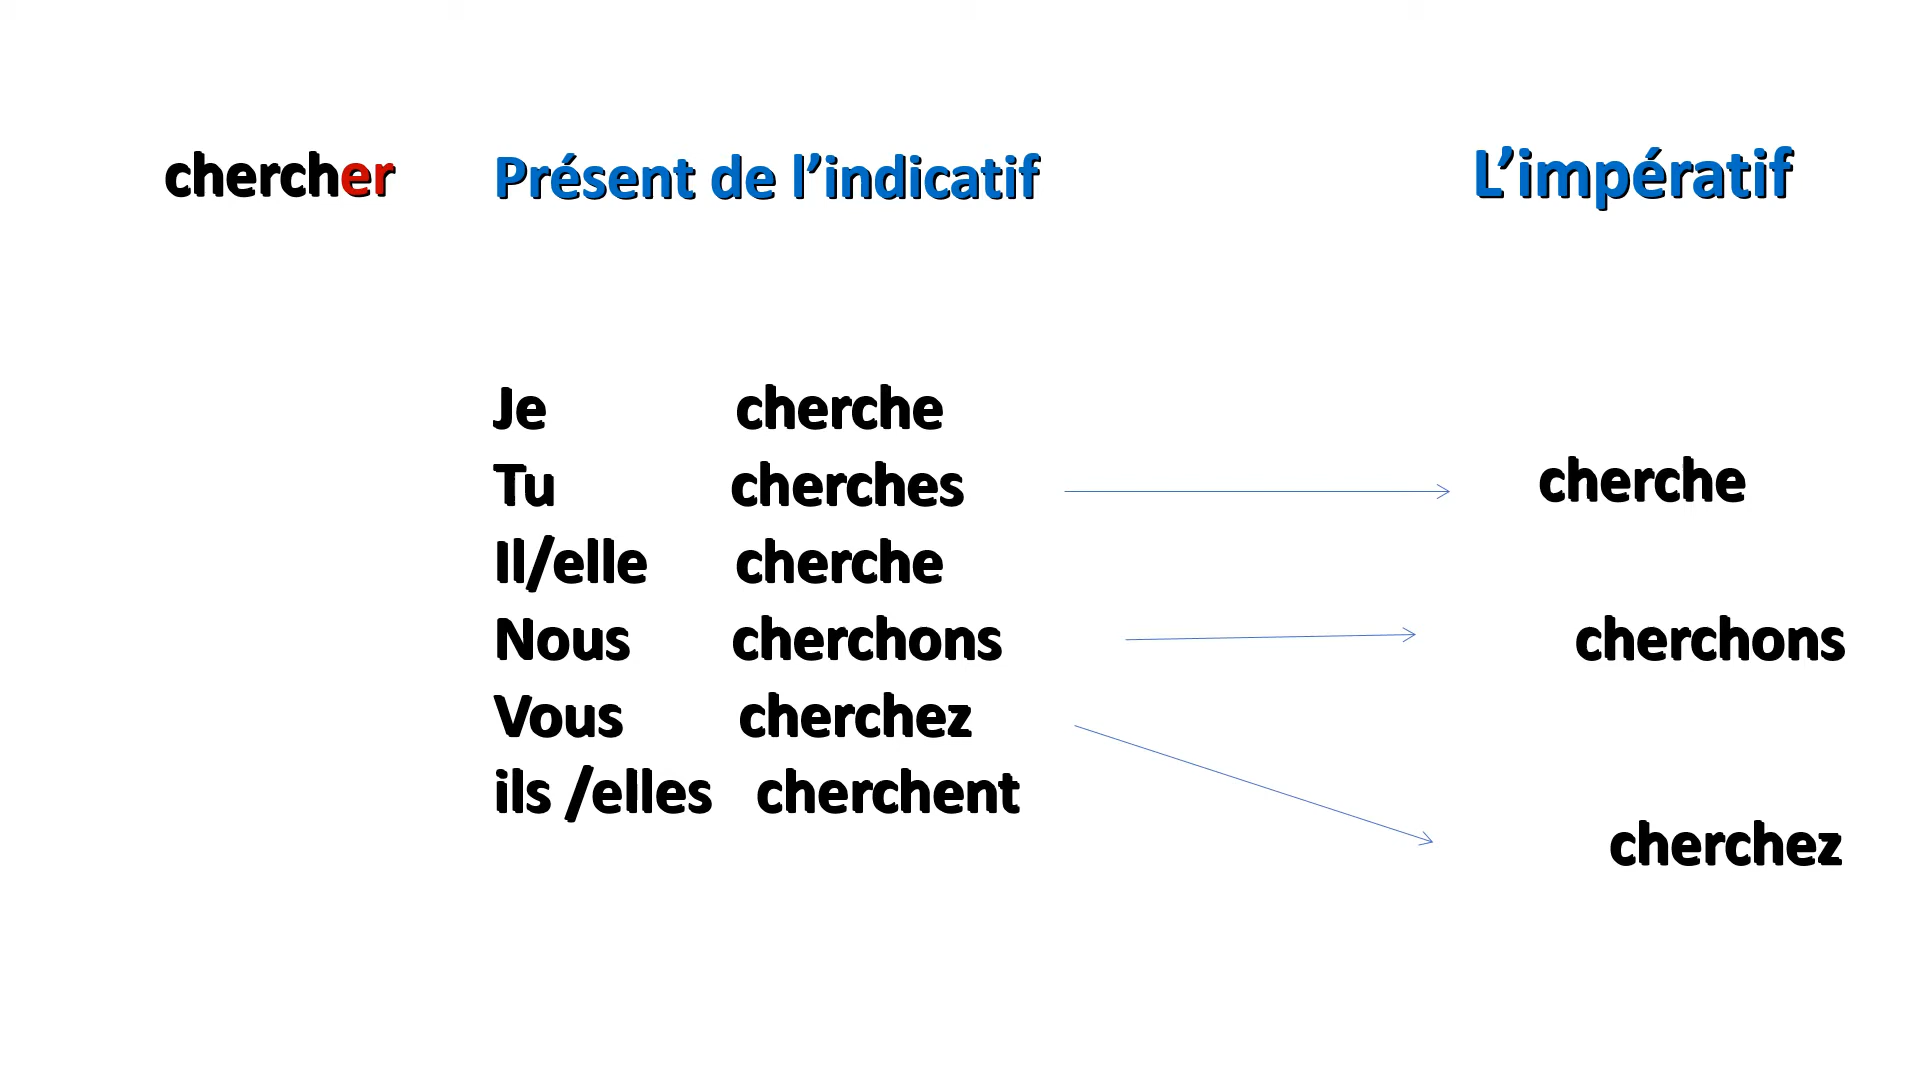 chercher Présent de l’indicatif L’impératif
Je cherche
Tu cherches cherche
Il/elle cherche
Nous cherchons cherchons
Vous cherchez
ils /elles cherchent
cherchez